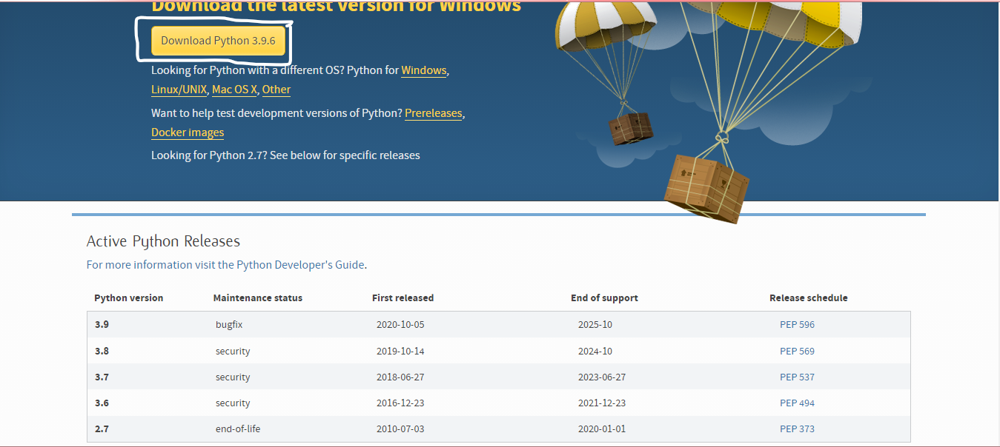 Download the latest version for Windows
Download Python 3.9.6
Looking for Python with a different OS? Python for Windows,
Linux/UNIX, Mac OS X, Other
Want to help test development versions of Python? Prereleases,
Docker images
Looking for Python 2.7? See below for specific releases
Active Python Releases
For more information visit the Python Developer's Guide.
Python version Maintenance status First released End of support Release schedule
3.9 bugfix 2020-10-05 2025-10 PEP 596
3.8 security 2019-10-14 2024-10 PEP 569
3.7 security 2018-06-27 2023-06-27 PEP 537
3.6 security 2016-12-23 2021-12-23 PEP 494
2.7 end-of-life 2010-07-03 2020-01-01 PEP 373